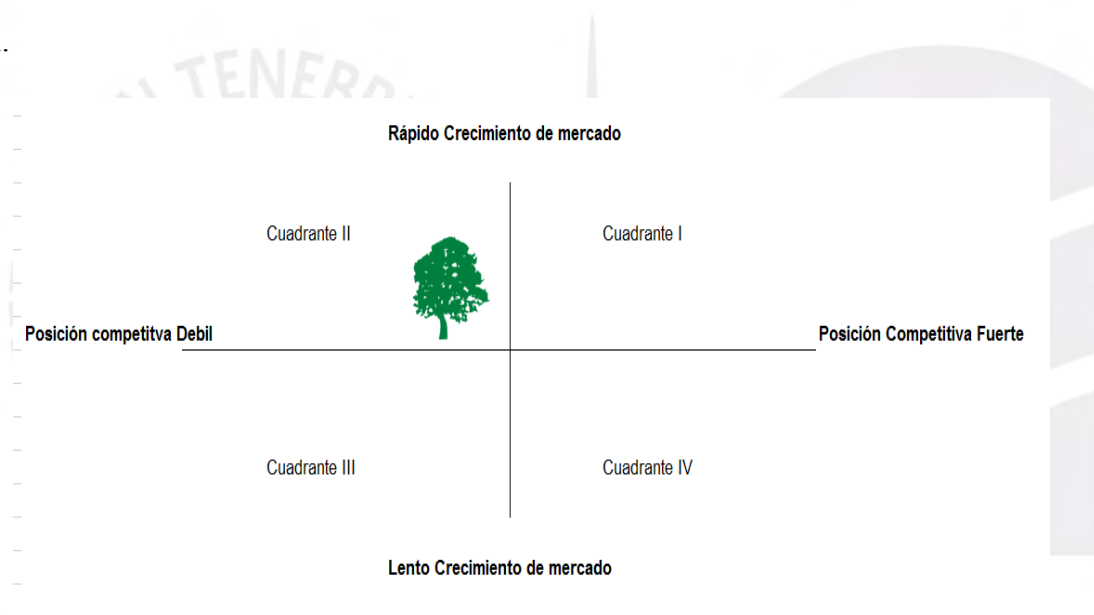 TENEBR
Rápido Crecimiento de mercado
Cuadrante II
Cuadrante I
Posición competitva Debil
Posición Competitiva Fuerte
Cuadrante III
Cuadrante IV
Lento Crecimiento de mercado